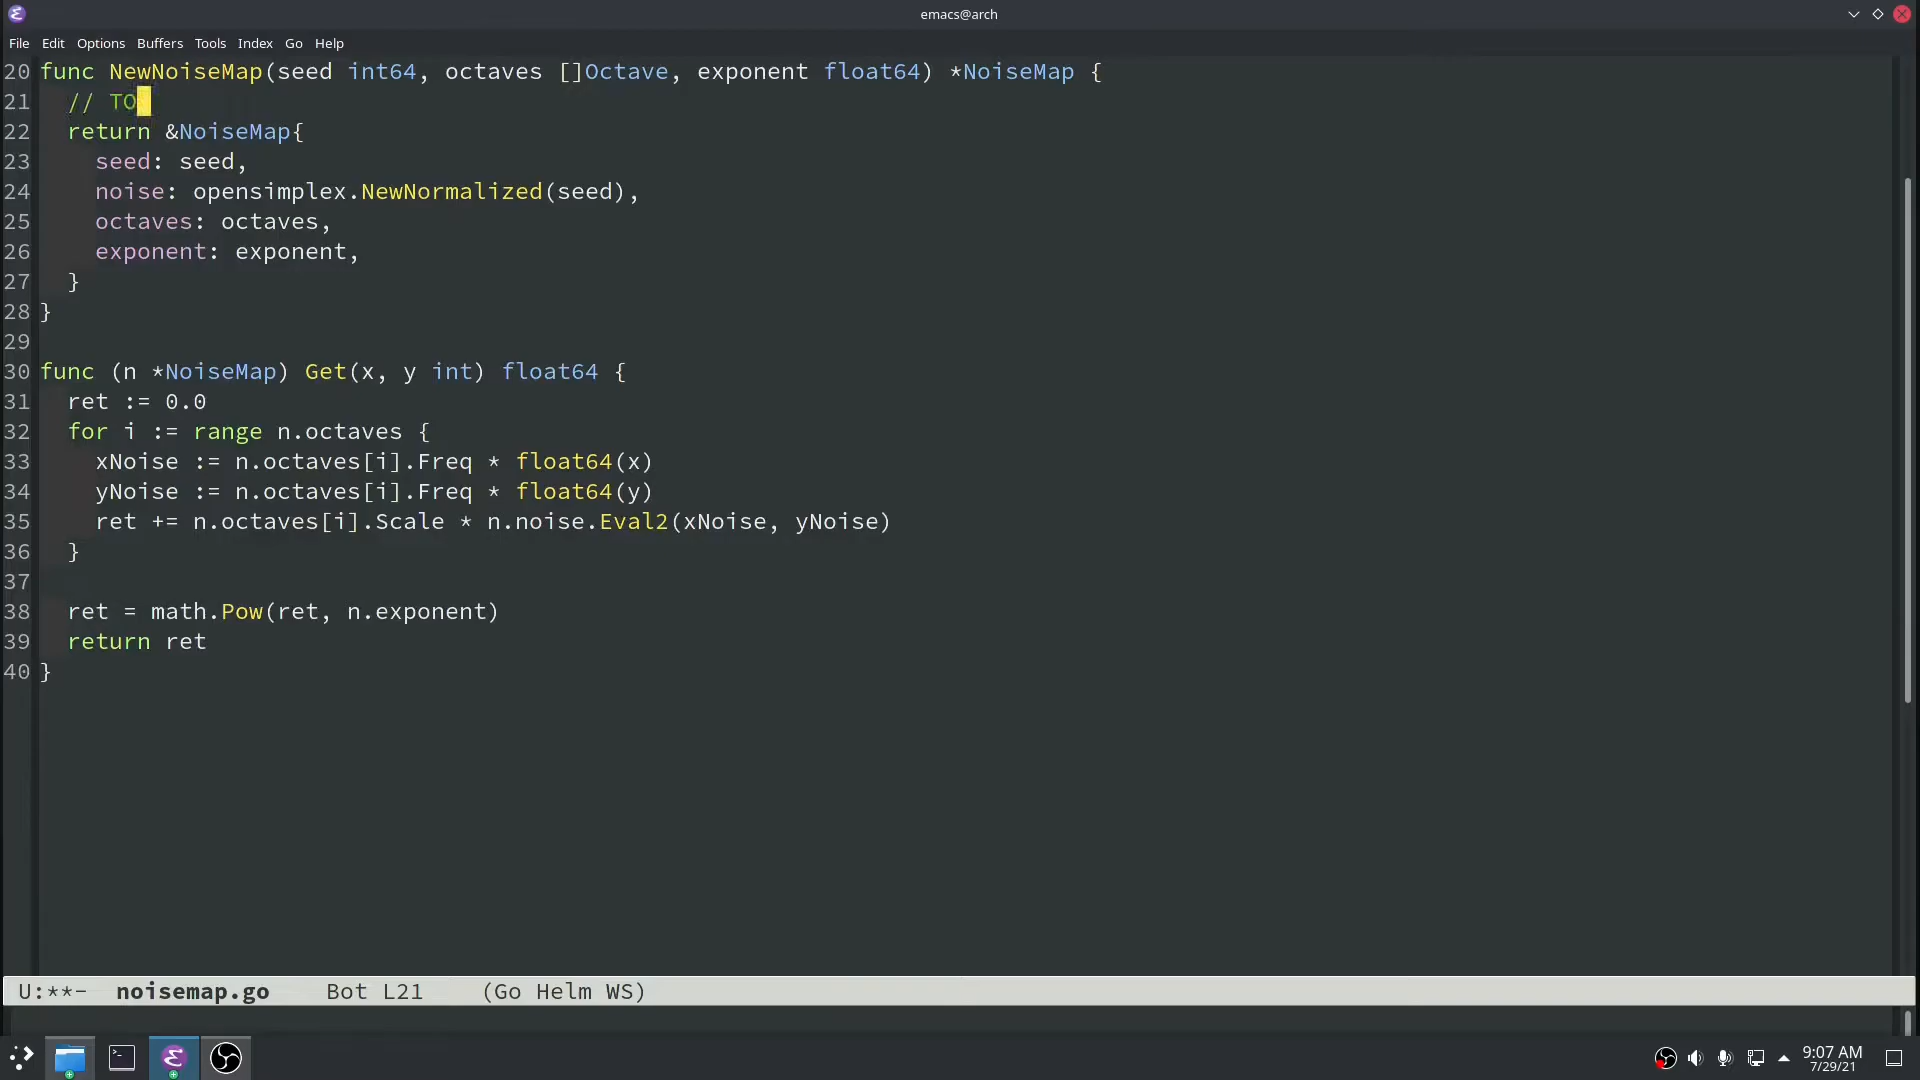 emacs@arch
File Edit Options Buffers Tools Index Go Help
20 func NewNoiseMap(seed int64, octaves []Octave, exponent float64) *NoiseMap {
21   // TO
22   return &NoiseMap{
23     seed: seed,
24     noise: opensimplex.NewNormalized(seed),
25     octaves: octaves,
26     exponent: exponent,
27   }
28 }
29
30 func (n *NoiseMap) Get(x, y int) float64 {
31   ret := 0.0
32   for i := range n.octaves {
33     xNoise := n.octaves[i].Freq * float64(x)
34     yNoise := n.octaves[i].Freq * float64(y)
35     ret += n.octaves[i].Scale * n.noise.Eval2(xNoise, yNoise)
36   }
37
38   ret = math.Pow(ret, n.exponent)
39   return ret
40 }
U:**-  noisemap.go    Bot L21    (Go Helm WS)
9:07 AM
7/29/21